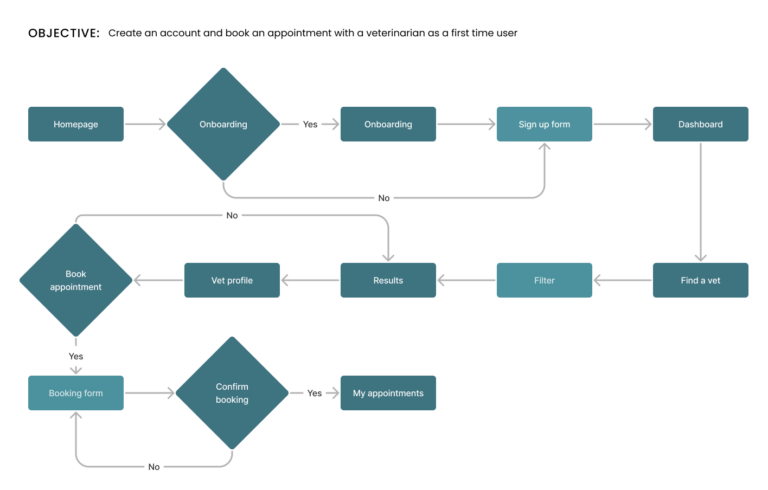 OBJECTIVE: Create an account and book an appointment with a veterinarian as a first time user
Homepage
Onboarding
Yes
Onboarding
Sign up form
Dashboard
No
No
Book
appointment
Vet profile
Results
Filter
Find a vet
Yes
Booking form
Confirm
booking
Yes
My appointments
No